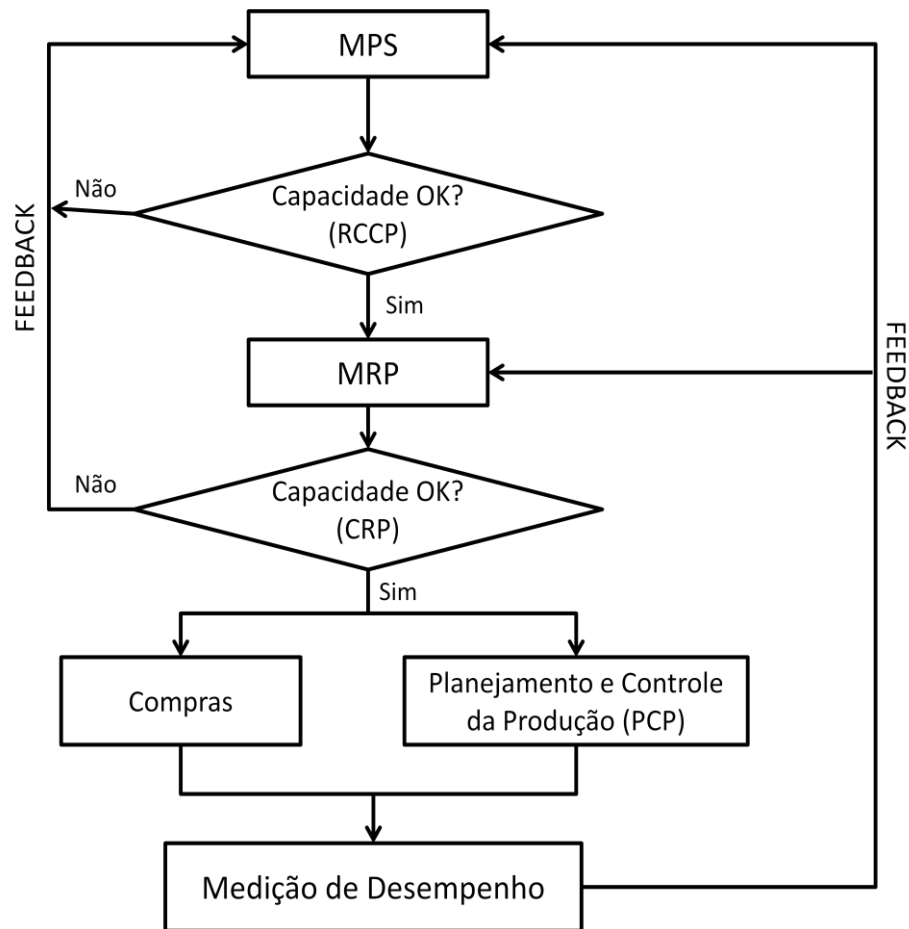 MPS
Não
Capacidade OK?
(RCCP)
FEEDBACK
Sim
MRP
FEEDBACK
Não
Capacidade OK?
(CRP)
Sim
Compras
Planejamento e Controle
da Produção (PCP)
Medição de Desempenho